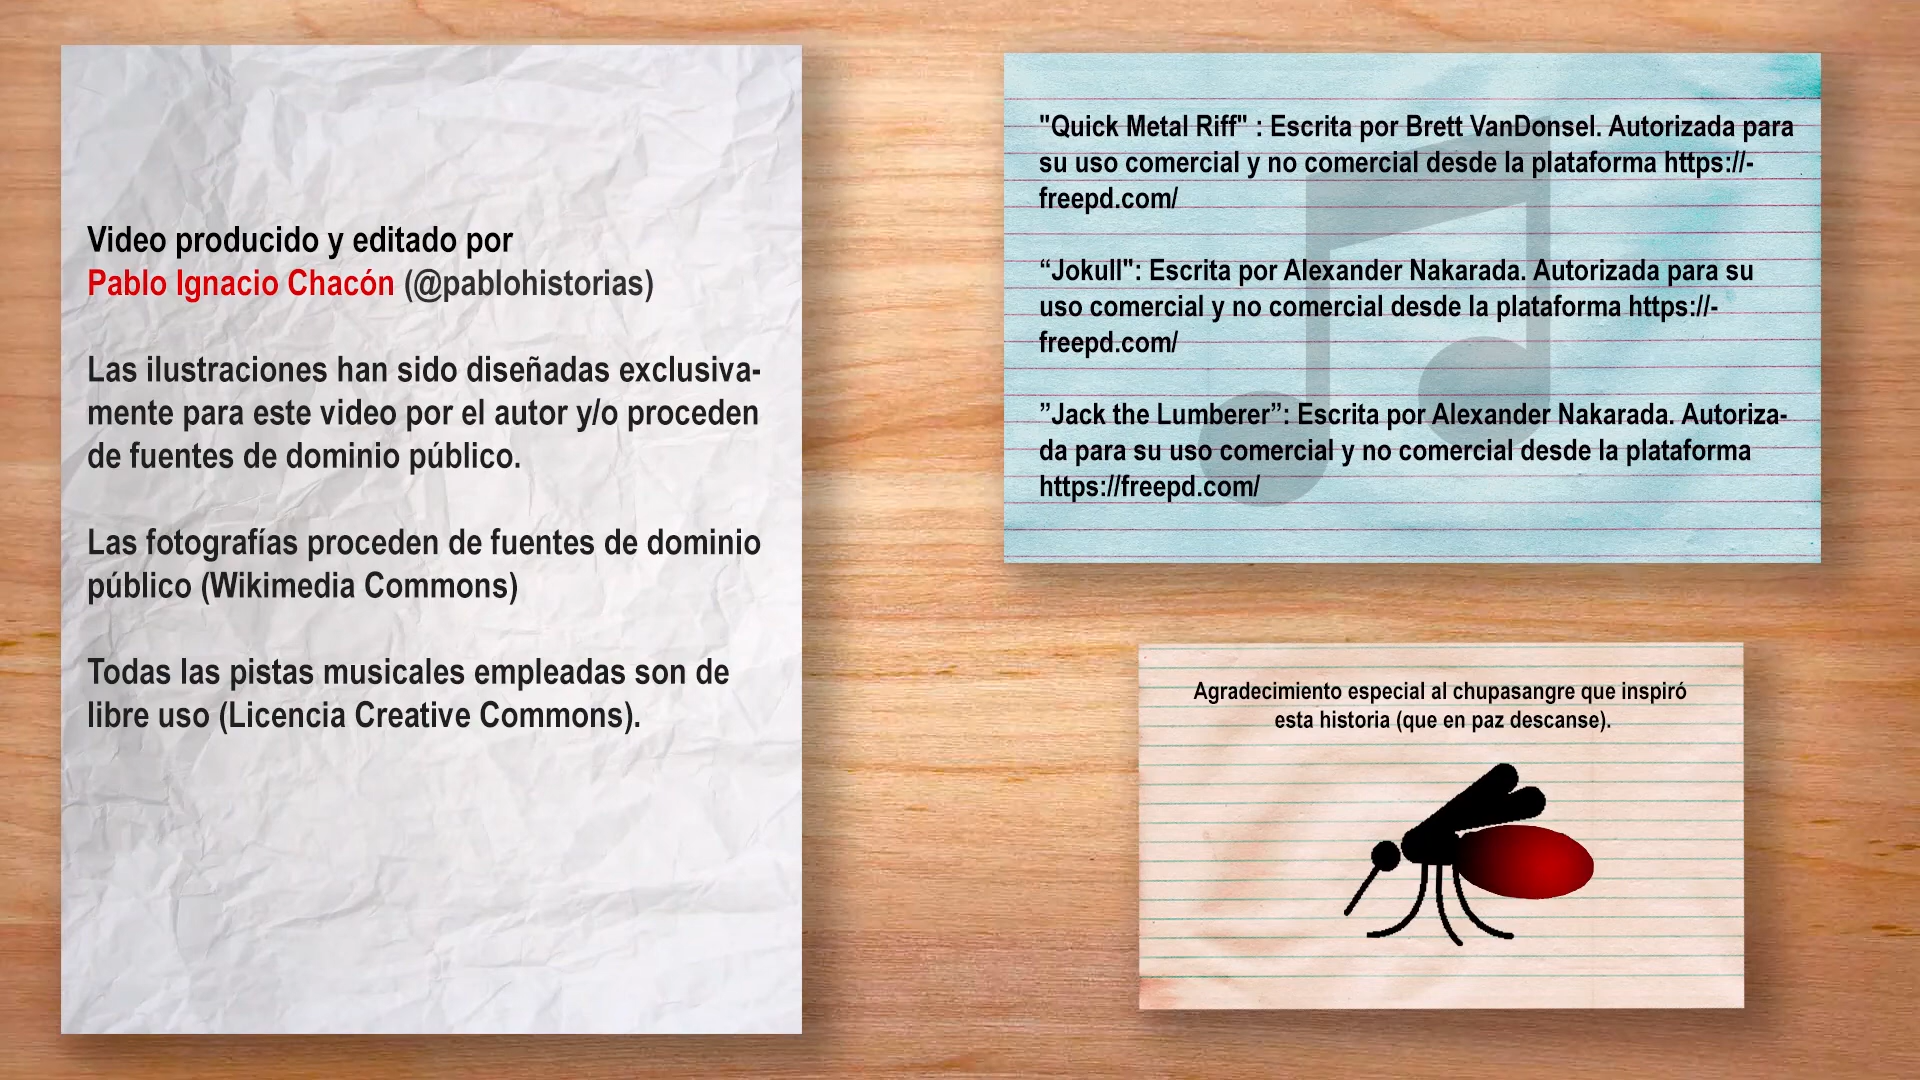 Video producido y editado por
Pablo Ignacio Chacón (@pablohistorias)
Las ilustraciones han sido diseñadas exclusiva-
mente para este video por el autor y/o proceden
de fuentes de dominio público.
Las fotografías proceden de fuentes de dominio
público (Wikimedia Commons)
Todas las pistas musicales empleadas son de
libre uso (Licencia Creative Commons).
"Quick Metal Riff" : Escrita por Brett VanDonsel. Autorizada para
su uso comercial y no comercial desde la plataforma https://-
freepd.com/
“Jokull": Escrita por Alexander Nakarada. Autorizada para su
uso comercial y no comercial desde la plataforma https://-
freepd.com/
”Jack the Lumberer”: Escrita por Alexander Nakarada. Autoriza-
da para su uso comercial y no comercial desde la plataforma
https://freepd.com/
Agradecimiento especial al chupasangre que inspiró
esta historia (que en paz descanse).